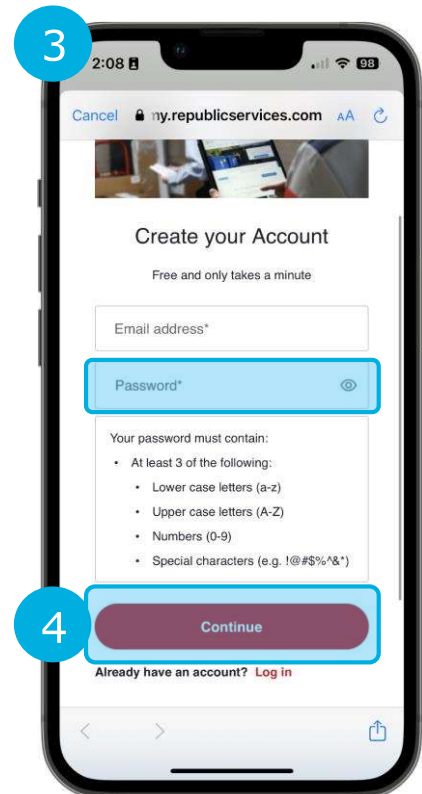 3
2:08
98
Cancel
ny.republicservices.com
AA
Create your Account
Free and only takes a minute
Email address*
Password*
Your password must contain:
• At least 3 of the following:
• Lower case letters (a-z)
• Upper case letters (A-Z)
• Numbers (0-9)
• Special characters (e.g. !@#$%^&*)
4
Continue
Already have an account? Log in